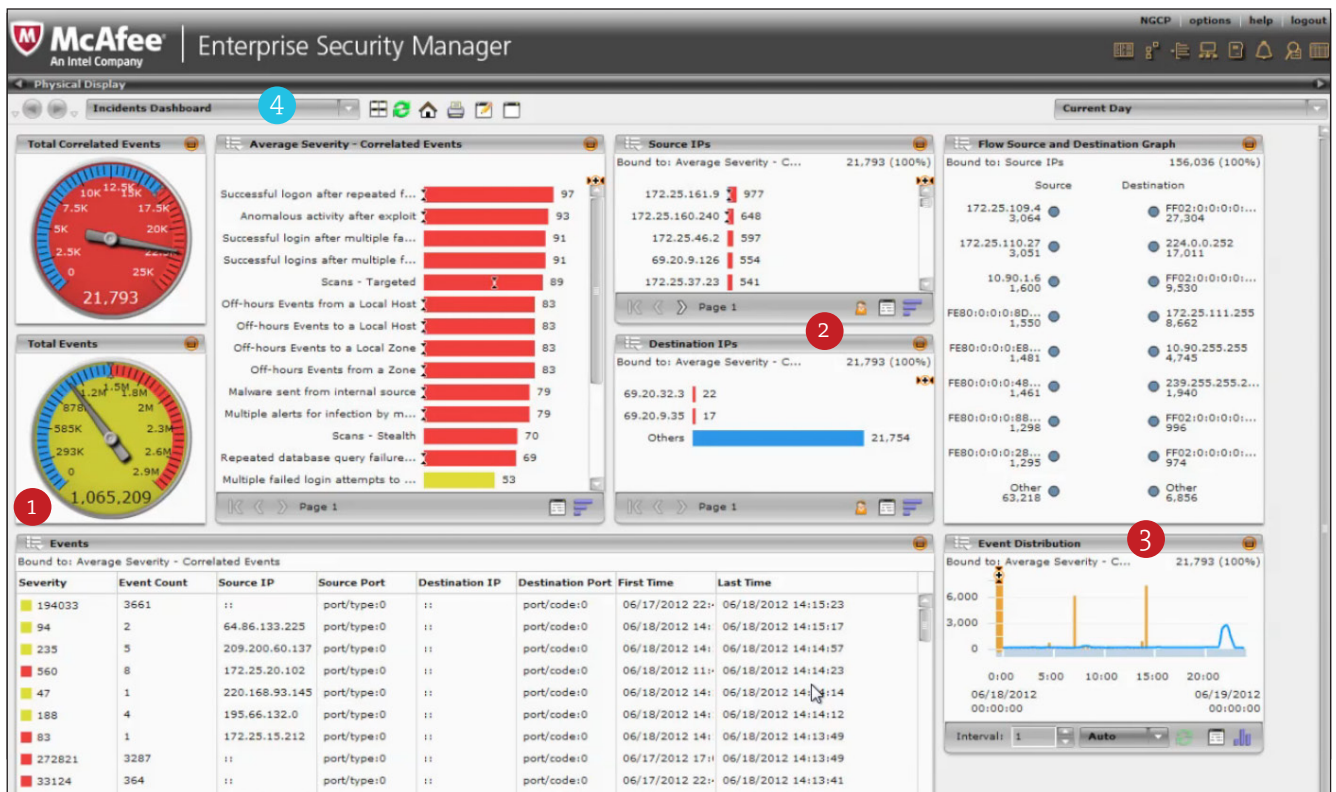 NGCP options help logout
McAfee
An Intel Company
Enterprise Security Manager
Physical Display
Incidents Dashboard
4
Current Day
Total Correlated Events
0
2.5K
5K
7.5K
10K
12.5K
15K
17.5K
20K
22.5K
25K
21,793
Total Events
0
293K
585K
878K
1.2M
1.5M
1.8M
2M
2.3M
2.6M
2.9M
1,065,209
1
Average Severity - Correlated Events
Successful logon after repeated f... 97
Anomalous activity after exploit 93
Successful login after multiple fa... 91
Successful logins after multiple f... 91
Scans - Targeted 89
Off-hours Events from a Local Host 83
Off-hours Events to a Local Host 83
Off-hours Events to a Local Zone 83
Off-hours Events from a Zone 83
Malware sent from internal source 79
Multiple alerts for infection by m... 79
Scans - Stealth 70
Repeated database query failure... 69
Multiple failed login attempts to ... 53
Page 1
Source IPs
Bound to: Average Severity - C... 21,793 (100%)
172.25.161.9 977
172.25.160.240 648
172.25.46.2 597
69.20.9.126 554
172.25.37.23 541
Page 1
2
Destination IPs
Bound to: Average Severity - C... 21,793 (100%)
69.20.32.3 22
69.20.9.35 17
Others 21,754
Page 1
Flow Source and Destination Graph
Bound to: Source IPs 156,036 (100%)
Source Destination
172.25.109.4 FF02:0:0:0:0:...
3,064 27,304
172.25.110.27 224.0.0.252
3,051 17,011
10.90.1.6 FF02:0:0:0:0:...
1,600 9,530
FE80:0:0:0:8D... 172.25.111.255
1,550 8,662
FE80:0:0:0:E8... 10.90.255.255
1,481 4,745
FE80:0:0:0:48... 239.255.255.2...
1,461 1,940
FE80:0:0:0:88... FF02:0:0:0:0:...
1,298 996
FE80:0:0:0:28... FF02:0:0:0:0:...
1,295 974
Other Other
63,218 6,856
Events
Bound to: Average Severity - Correlated Events
Severity Event Count Source IP Source Port Destination IP Destination Port First Time Last Time
194033 3661 :: port/type:0 :: port/code:0 06/17/2012 22: 06/18/2012 14:15:23
94 2 64.86.133.225 port/type:0 :: port/code:0 06/18/2012 14: 06/18/2012 14:15:17
235 5 209.200.60.137 port/type:0 :: port/code:0 06/18/2012 14: 06/18/2012 14:14:57
560 8 172.25.20.102 port/type:0 :: port/code:0 06/18/2012 11: 06/18/2012 14:14:23
47 1 220.168.93.145 port/type:0 :: port/code:0 06/18/2012 14: 06/18/2012 14:14:14
188 4 195.66.132.0 port/type:0 :: port/code:0 06/18/2012 14: 06/18/2012 14:14:12
83 1 172.25.15.212 port/type:0 :: port/code:0 06/18/2012 14: 06/18/2012 14:13:49
272821 3287 :: port/type:0 :: port/code:0 06/17/2012 17: 06/18/2012 14:13:49
33124 364 :: port/type:0 :: port/code:0 06/17/2012 22: 06/18/2012 14:13:41
3
Event Distribution
Bound to: Average Severity - C... 21,793 (100%)
6,000
3,000
0
0:00 5:00 10:00 15:00 20:00
06/18/2012 06/19/2012
00:00:00 00:00:00
Interval: 1 Auto